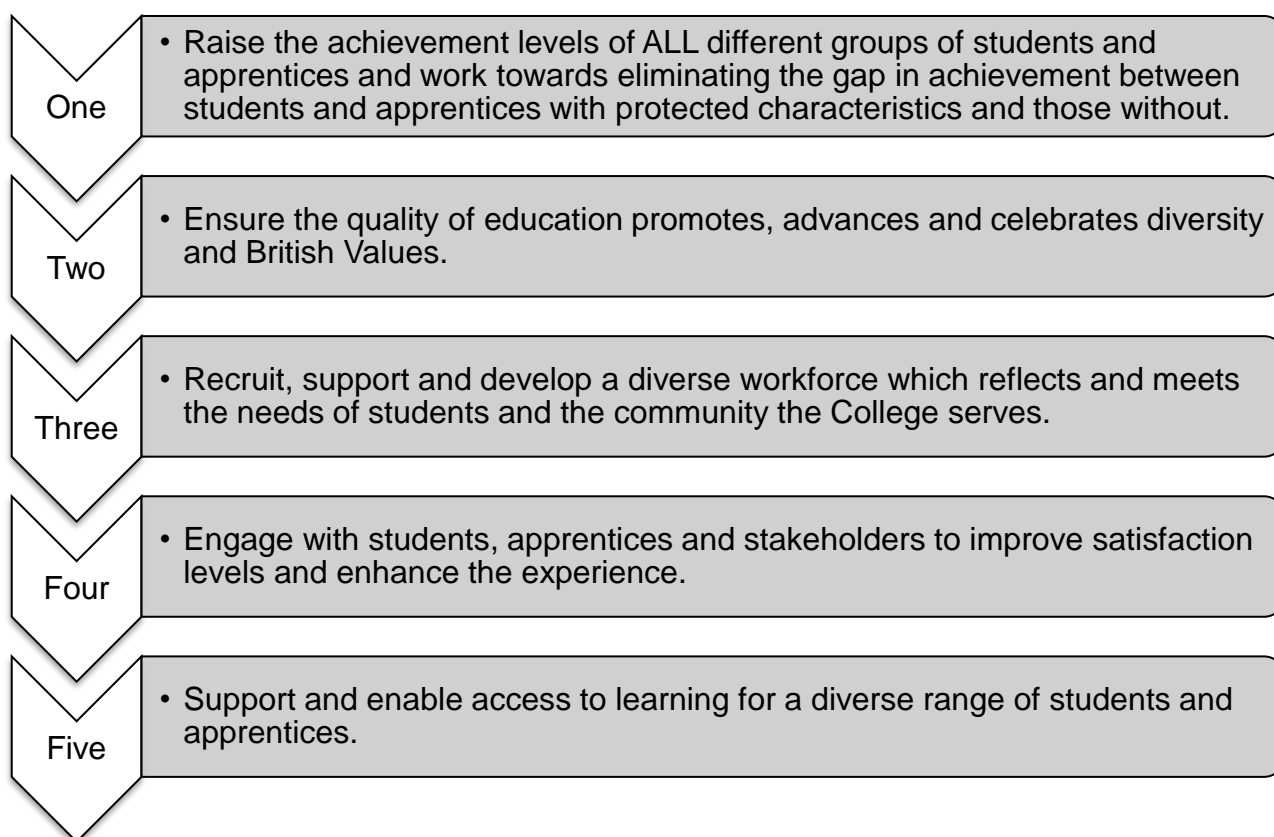 One
• Raise the achievement levels of ALL different groups of students and
apprentices and work towards eliminating the gap in achievement between
students and apprentices with protected characteristics and those without.
Two
• Ensure the quality of education promotes, advances and celebrates diversity
and British Values.
Three
• Recruit, support and develop a diverse workforce which reflects and meets
the needs of students and the community the College serves.
Four
• Engage with students, apprentices and stakeholders to improve satisfaction
levels and enhance the experience.
Five
• Support and enable access to learning for a diverse range of students and
apprentices.